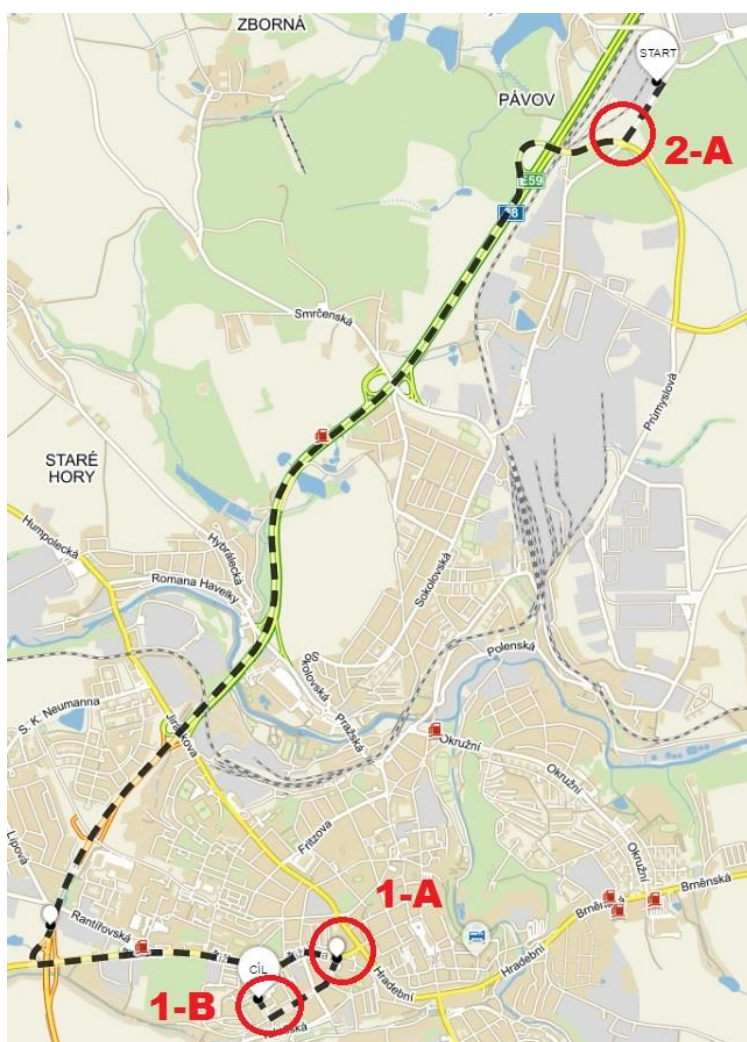 ZBORNÁ
START
PÁVOV
2-A
E59
38
Smrčenská
Průmyslová
STARÉ
HORY
Humpolecká
Hybrálecká
Romana Havelky
Sokolovská
Sokolovská
Polenská
S. K. Neumanna
Jiráskova
Pražská
Okružní
Okružní
Lipová
Fritzova
Okružní
1-A
Brněnská
Brněnská
Rantířovská
CÍL
Hradební
Hradební
1-B